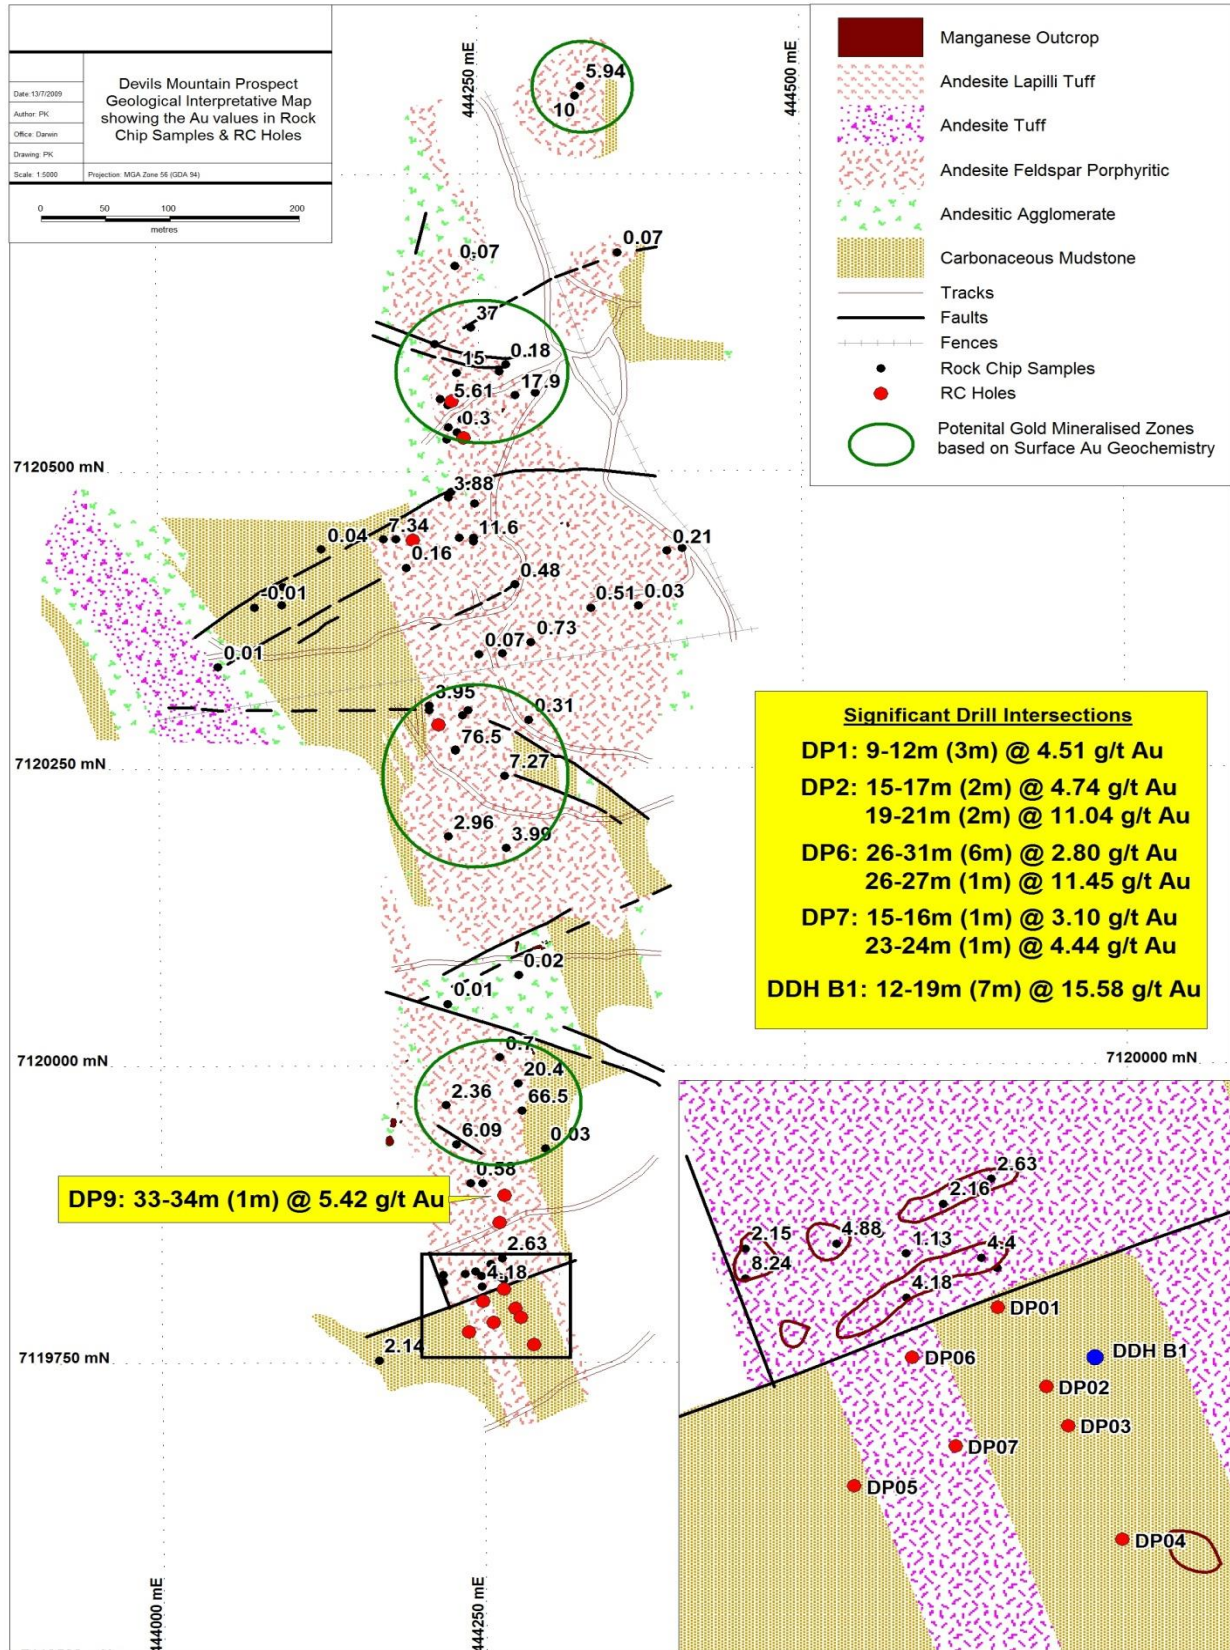 Date:13/7/2009
Author: PK
Office: Darwin
Drawing: PK
Scale: 1:5000
Devils Mountain Prospect
Geological Interpretative Map
showing the Au values in Rock
Chip Samples & RC Holes
Projection: MGA Zone 56 (GDA 94)
0 50 100 200
metres
444250 mE
444500 mE
Manganese Outcrop
Andesite Lapilli Tuff
Andesite Tuff
Andesite Feldspar Porphyritic
Andesitic Agglomerate
Carbonaceous Mudstone
Tracks
Faults
Fences
Rock Chip Samples
RC Holes
Potenital Gold Mineralised Zones
based on Surface Au Geochemistry
5.94
10
0.07
0.07
37
15
0.18
5.61
17.9
0.3
7120500 mN
3.88
0.04
7.34
11.6
0.21
0.16
0.48
-0.01
0.51
0.03
0.73
0.07
0.01
3.95
0.31
76.5
7120250 mN
7.27
2.96
3.99
Significant Drill Intersections
DP1: 9-12m (3m) @ 4.51 g/t Au
DP2: 15-17m (2m) @ 4.74 g/t Au
19-21m (2m) @ 11.04 g/t Au
DP6: 26-31m (6m) @ 2.80 g/t Au
26-27m (1m) @ 11.45 g/t Au
DP7: 15-16m (1m) @ 3.10 g/t Au
23-24m (1m) @ 4.44 g/t Au
DDH B1: 12-19m (7m) @ 15.58 g/t Au
0.02
0.01
7120000 mN
7120000 mN
0.7
20.4
2.36
66.5
6.09
0.03
0.58
DP9: 33-34m (1m) @ 5.42 g/t Au
2.63
4.18
2.14
7119750 mN
444000 mE
444250 mE
2.63
2.16
2.15
4.88
1.13
4.4
8.24
4.18
DP01
DP06
DDH B1
DP02
DP03
DP07
DP05
DP04